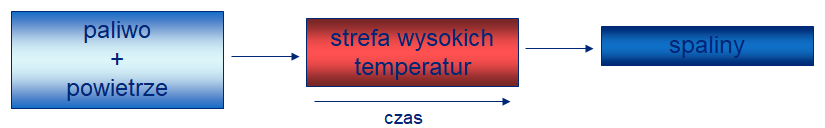 paliwo
+
powietrze
strefa wysokich
temperatur
czas
spaliny